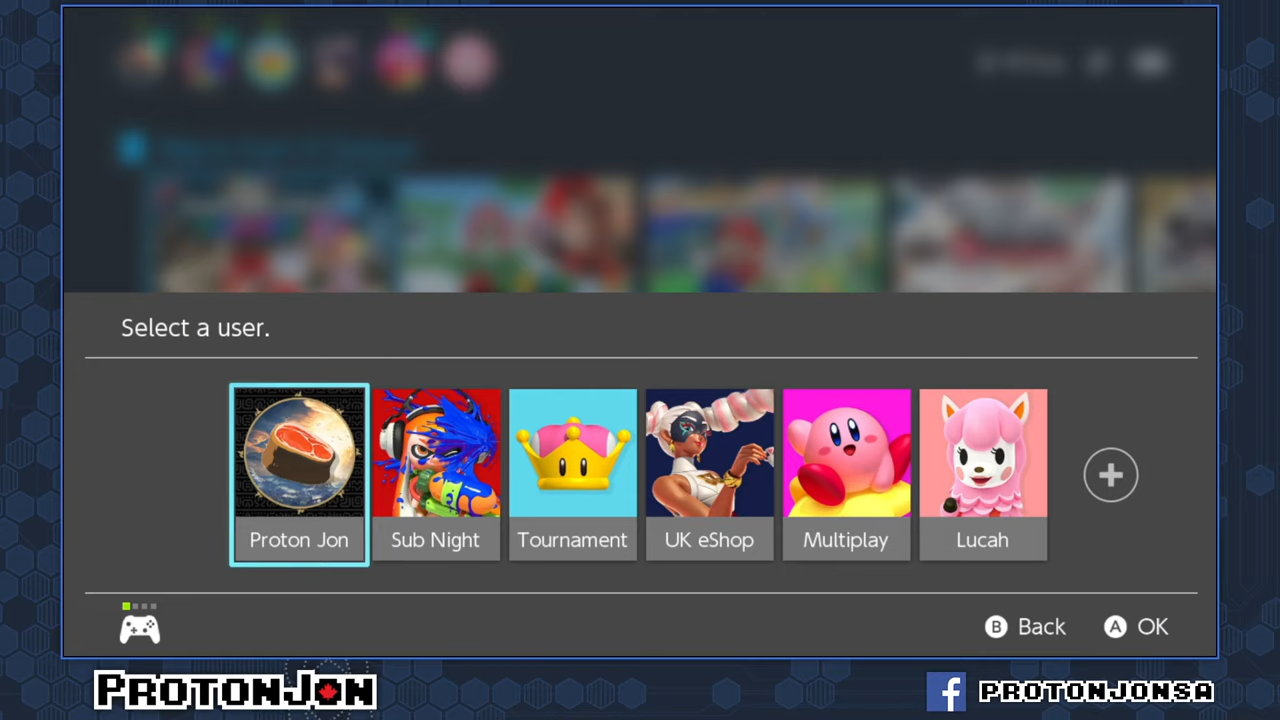 Select a user.
Proton Jon
Sub Night
Tournament
UK eShop
Multiplay
Lucah
B Back
A OK
PROTONJON
f PROTONJONSA